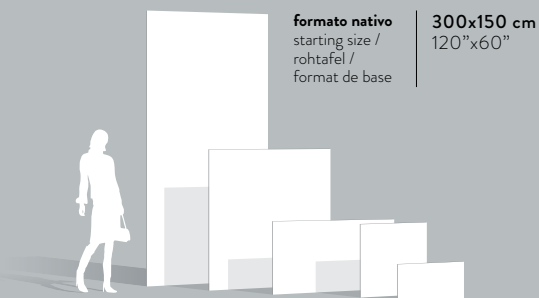 formato nativo
starting size /
rohtafel /
format de base
300x150 cm
120”x60”